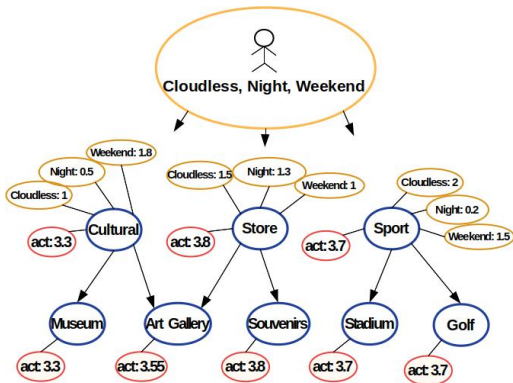 Cloudless, Night, Weekend
Weekend: 1.8
Night: 0.5
Cloudless: 1
Cultural
act: 3.3
Cloudless: 1.5
Night: 1.3
Weekend: 1
Store
act: 3.8
Cloudless: 2
Night: 0.2
Weekend: 1.5
Sport
act: 3.7
Museum
Art Gallery
Souvenirs
Stadium
Golf
act: 3.3
act: 3.55
act: 3.8
act: 3.7
act: 3.7